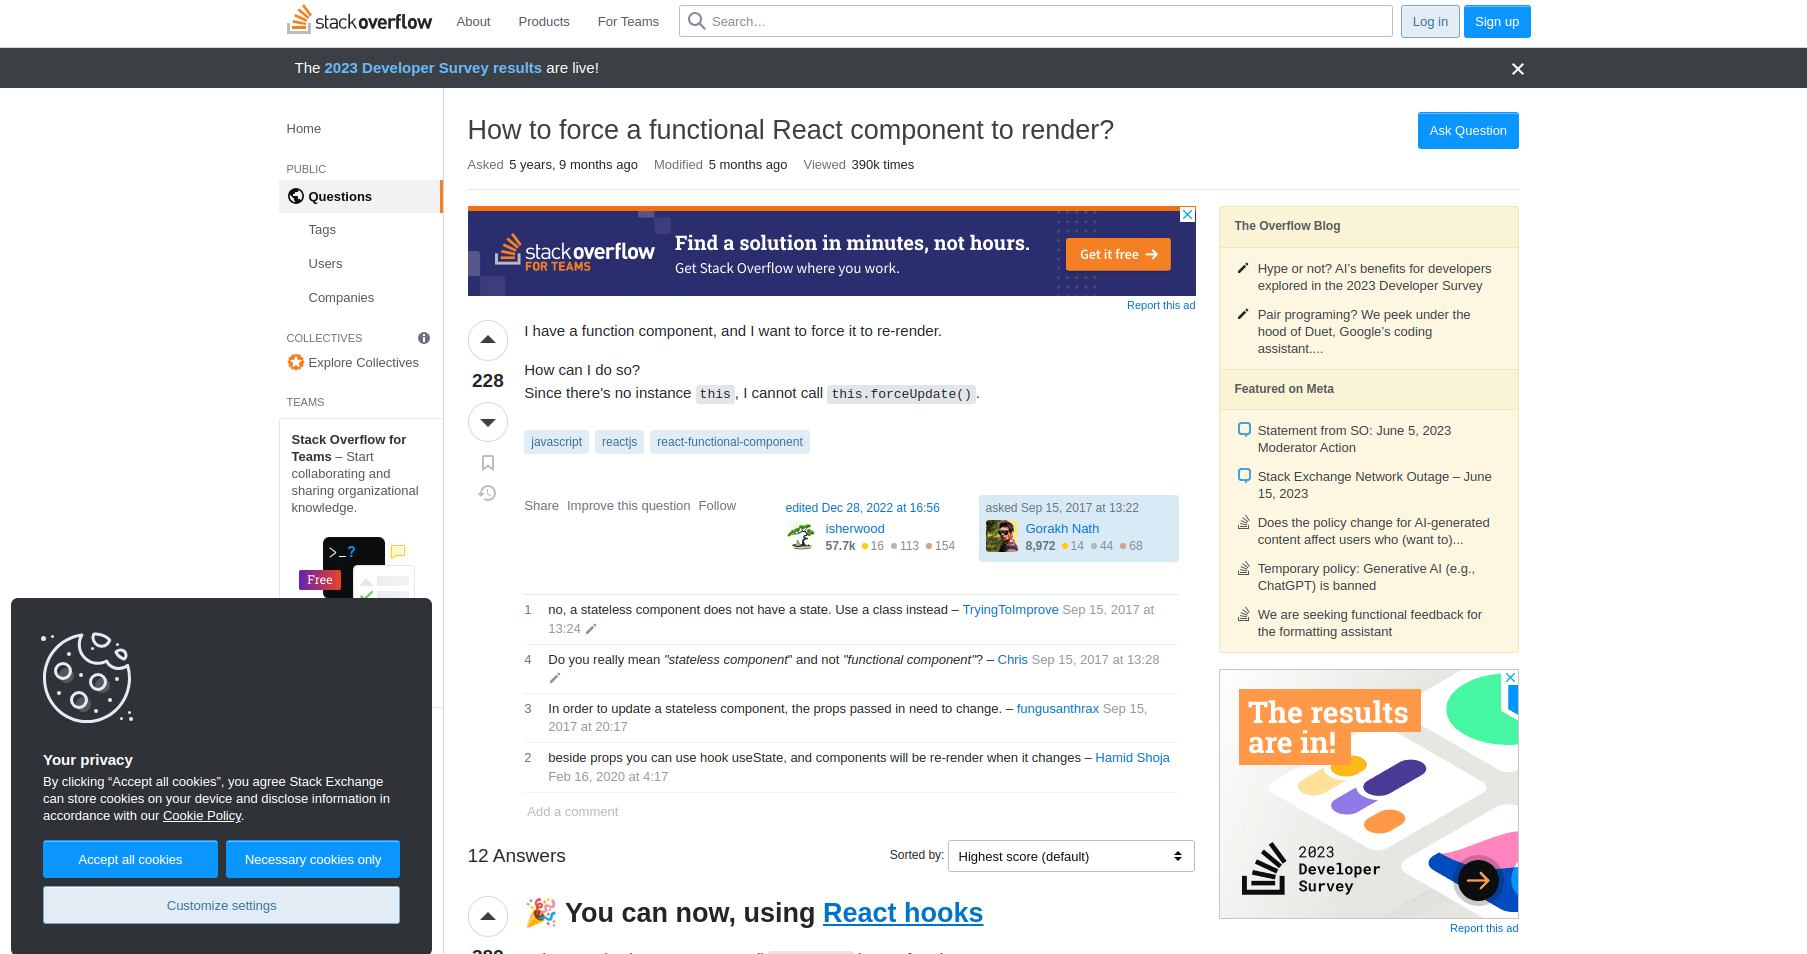 stack overflow
About
Products
For Teams
Search…
Log in
Sign up
The 2023 Developer Survey results are live!
Home
PUBLIC
Questions
Tags
Users
Companies
COLLECTIVES
Explore Collectives
TEAMS
Stack Overflow for
Teams – Start
collaborating and
sharing organizational
knowledge.
>_?
Free
How to force a functional React component to render?
Ask Question
Asked 5 years, 9 months ago Modified 5 months ago Viewed 390k times
stack overflow
FOR TEAMS
Find a solution in minutes, not hours.
Get Stack Overflow where you work.
Get it free →
Report this ad
I have a function component, and I want to force it to re-render.
228
How can I do so?
Since there's no instance this, I cannot call this.forceUpdate().
javascript reactjs react-functional-component
Share Improve this question Follow
edited Dec 28, 2022 at 16:56
isherwood
57.7k 16 113 154
asked Sep 15, 2017 at 13:22
Gorakh Nath
8,972 14 44 68
1 no, a stateless component does not have a state. Use a class instead – TryingToImprove Sep 15, 2017 at
13:24
4 Do you really mean "stateless component" and not "functional component"? – Chris Sep 15, 2017 at 13:28
3 In order to update a stateless component, the props passed in need to change. – fungusanthrax Sep 15,
2017 at 20:17
2 beside props you can use hook useState, and components will be re-render when it changes – Hamid Shoja
Feb 16, 2020 at 4:17
Add a comment
12 Answers
Sorted by: Highest score (default)
🎉 You can now, using React hooks
The Overflow Blog
Hype or not? AI's benefits for developers
explored in the 2023 Developer Survey
Pair programing? We peek under the
hood of Duet, Google's coding
assistant....
Featured on Meta
Statement from SO: June 5, 2023
Moderator Action
Stack Exchange Network Outage – June
15, 2023
Does the policy change for AI-generated
content affect users who (want to)...
Temporary policy: Generative AI (e.g.,
ChatGPT) is banned
We are seeking functional feedback for
the formatting assistant
The results
are in!
2023
Developer
Survey
Report this ad
Your privacy
By clicking “Accept all cookies”, you agree Stack Exchange
can store cookies on your device and disclose information in
accordance with our Cookie Policy.
Accept all cookies
Necessary cookies only
Customize settings